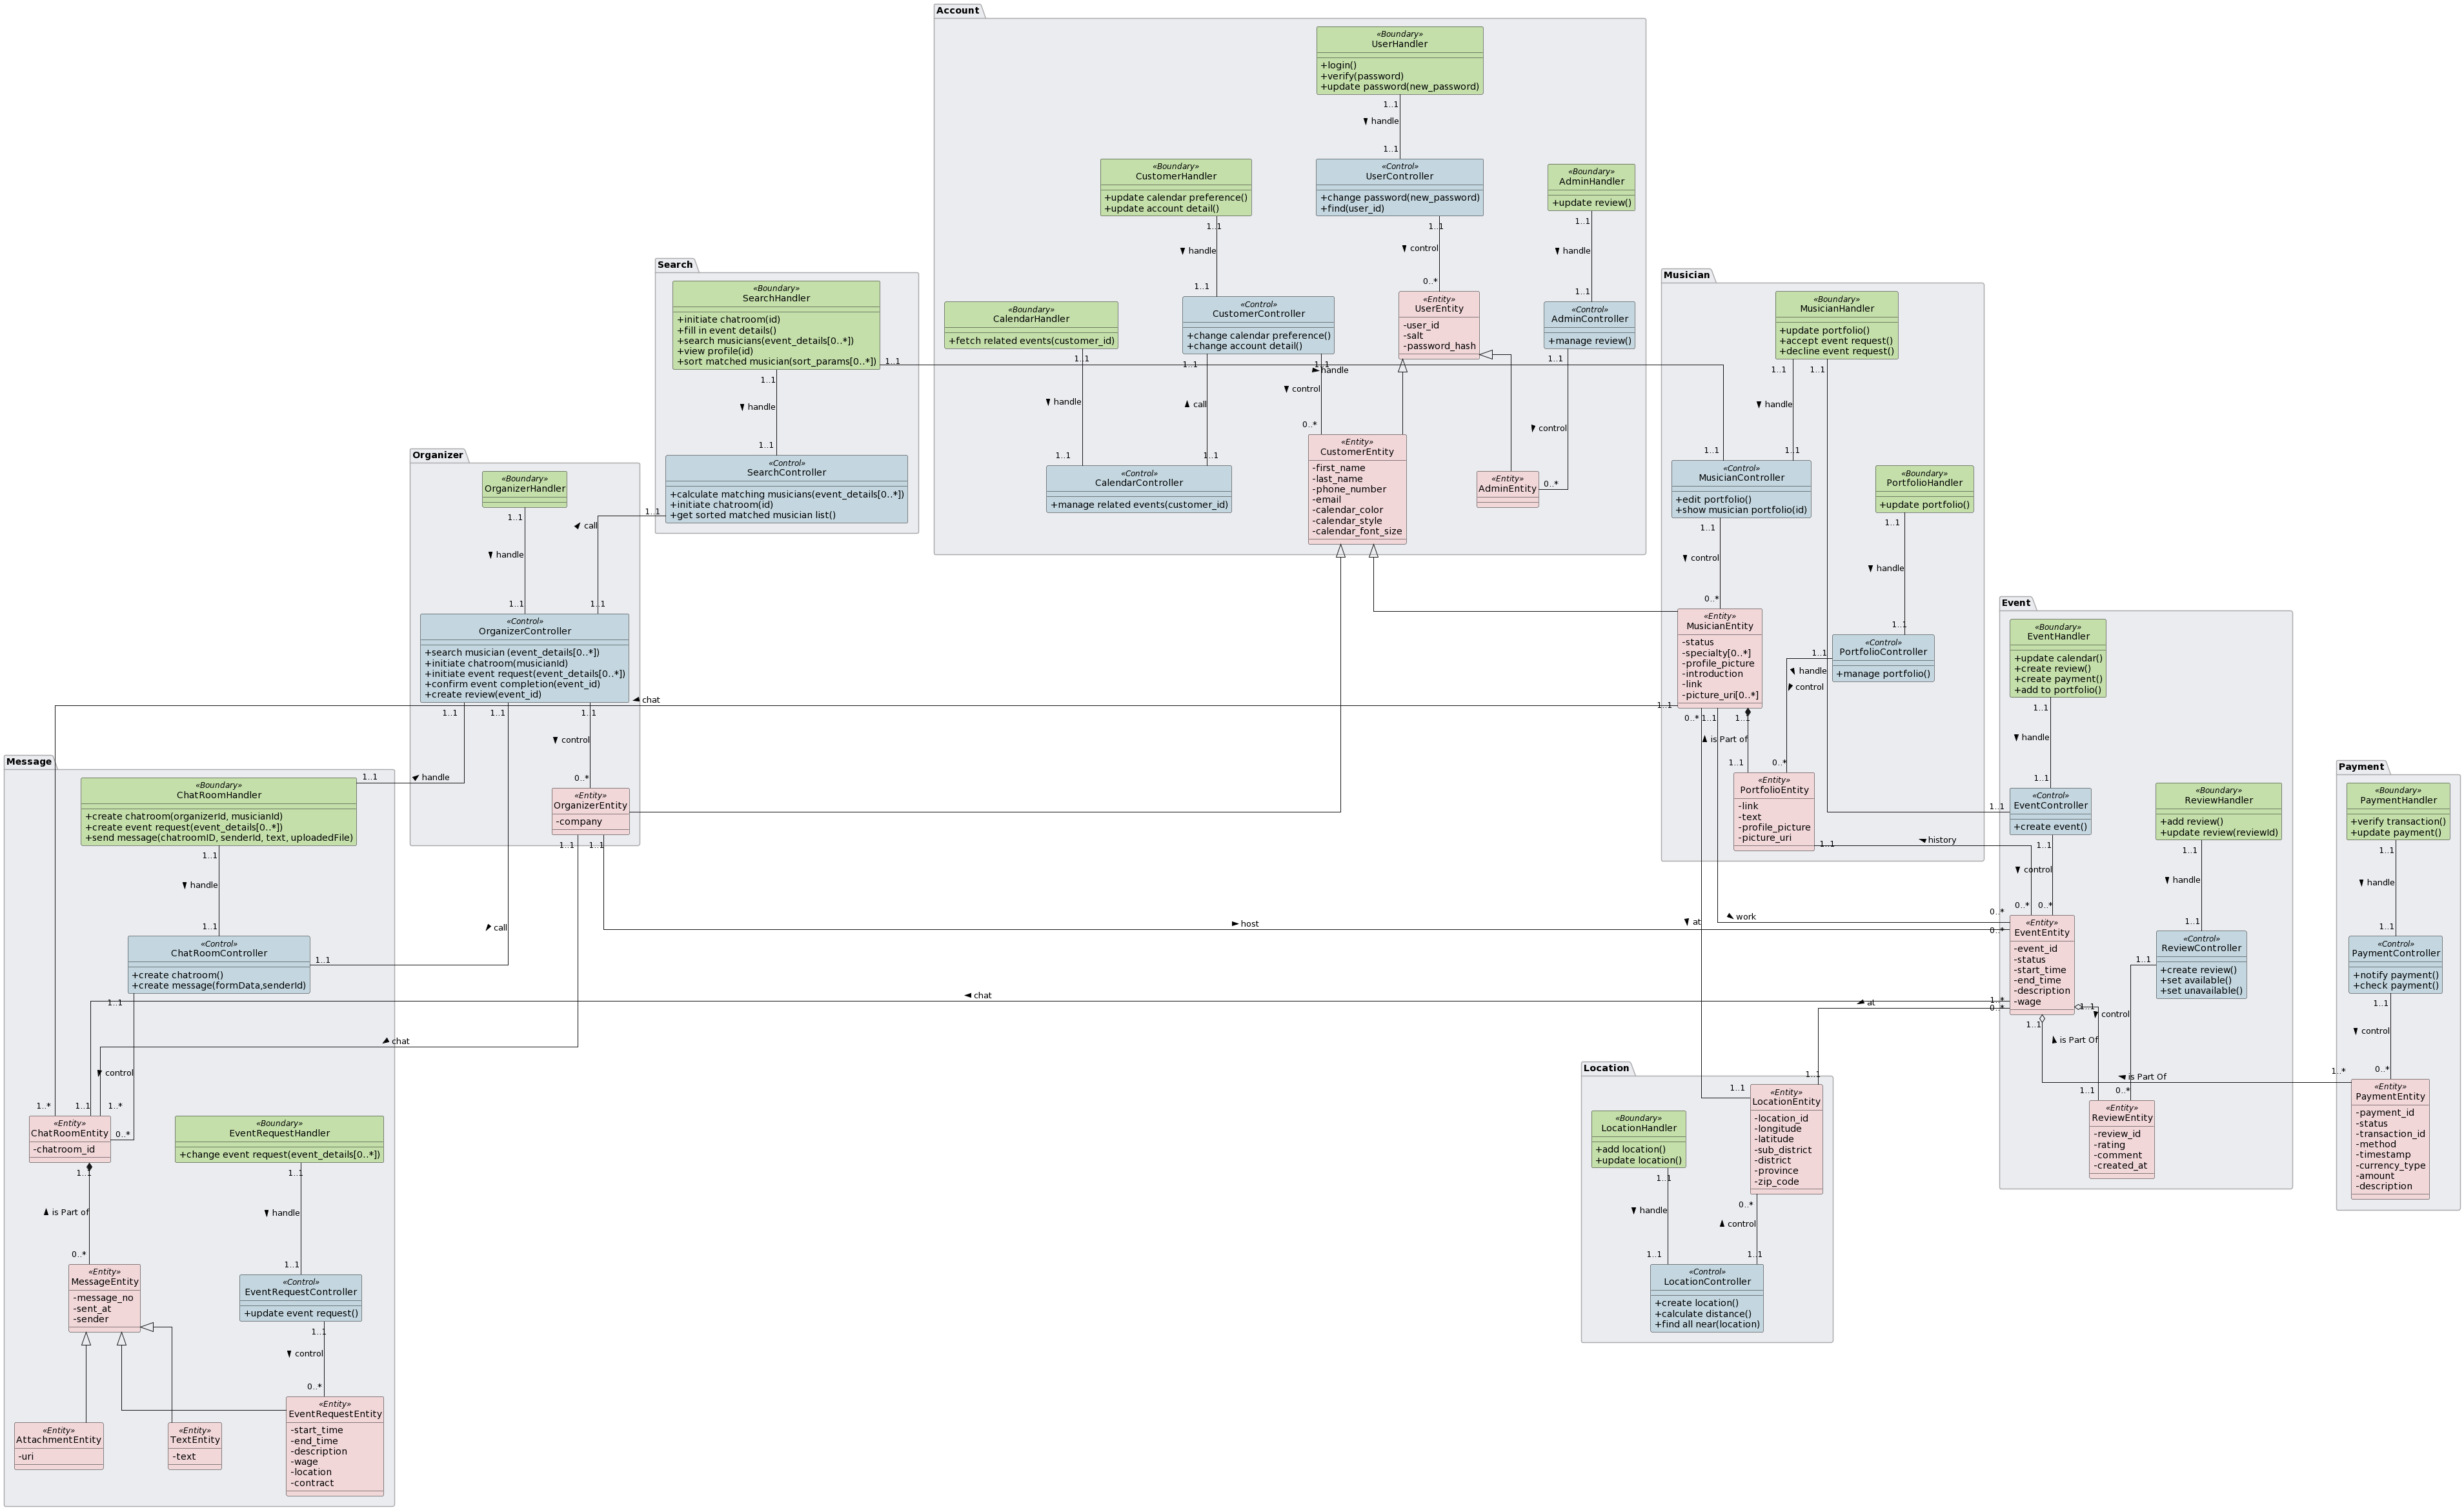 Account
«Boundary»
UserHandler
+login()
+verify(password)
+update password(new_password)
1..1
handle
1..1
«Boundary»
CustomerHandler
+update calendar preference()
+update account detail()
1..1
handle
1..1
«Control»
UserController
+change password(new_password)
+find(user_id)
1..1
control
0..*
«Boundary»
AdminHandler
+update review()
1..1
handle
1..1
«Boundary»
CalendarHandler
+fetch related events(customer_id)
1..1
handle
1..1
«Control»
CustomerController
+change calendar preference()
+change account detail()
1..1
call
1..1
1..1
control
0..*
«Entity»
UserEntity
-user_id
-salt
-password_hash
«Control»
AdminController
+manage review()
1..1
control
0..*
«Control»
CalendarController
+manage related events(customer_id)
«Entity»
CustomerEntity
-first_name
-last_name
-phone_number
-email
-calendar_color
-calendar_style
-calendar_font_size
«Entity»
AdminEntity
Search
«Boundary»
SearchHandler
+initiate chatroom(id)
+fill in event details()
+search musicians(event_details[0..*])
+view profile(id)
+sort matched musician(sort_params[0..*])
1..1
handle
1..1
1..1
handle
1..1
«Control»
SearchController
+calculate matching musicians(event_details[0..*])
+initiate chatroom(id)
+get sorted matched musician list()
1..1
call
1..1
Organizer
«Boundary»
OrganizerHandler
1..1
handle
1..1
«Control»
OrganizerController
+search musician (event_details[0..*])
+initiate chatroom(musicianId)
+initiate event request(event_details[0..*])
+confirm event completion(event_id)
+create review(event_id)
1..1
1..1
1..1
control
0..*
«Entity»
OrganizerEntity
-company
1..1
1..1
Musician
«Boundary»
MusicianHandler
+update portfolio()
+accept event request()
+decline event request()
1..1
1..1
handle
1..1
«Control»
MusicianController
+edit portfolio()
+show musician portfolio(id)
1..1
control
0..*
«Boundary»
PortfolioHandler
+update portfolio()
1..1
handle
1..1
«Entity»
MusicianEntity
-status
-specialty[0..*]
-profile_picture
-introduction
-link
-picture_uri[0..*]
«Control»
PortfolioController
+manage portfolio()
1..1
handle
control
0..*
1..1
0..*
1..1
1..1
is Part of
1..1
«Entity»
PortfolioEntity
-link
-text
-profile_picture
-picture_uri
1..1
history
Event
«Boundary»
EventHandler
+update calendar()
+create review()
+create payment()
+add to portfolio()
1..1
handle
1..1
1..1
«Control»
EventController
+create event()
1..1
control
0..*
0..*
«Boundary»
ReviewHandler
+add review()
+update review(reviewId)
1..1
handle
1..1
0..*
work
host
0..*
at
«Entity»
EventEntity
-event_id
-status
-start_time
-end_time
-description
-wage
«Control»
ReviewController
+create review()
+set available()
+set unavailable()
1..1
control
0..*
1..*
0..*
1..1
1..1
is Part Of
1..1
is Part Of
«Entity»
ReviewEntity
-review_id
-rating
-comment
-created_at
Payment
«Boundary»
PaymentHandler
+verify transaction()
+update payment()
1..1
handle
1..1
«Control»
PaymentController
+notify payment()
+check payment()
1..1
control
0..*
1..*
«Entity»
PaymentEntity
-payment_id
-status
-transaction_id
-method
-timestamp
-currency_type
-amount
-description
Message
chat
«Boundary»
ChatRoomHandler
+create chatroom(organizerId, musicianId)
+create event request(event_details[0..*])
+send message(chatroomID, senderId, text, uploadedFile)
1..1
handle
1..1
handle
1..1
call
«Control»
ChatRoomController
+create chatroom()
+create message(formData,senderId)
1..1
1..1
chat
chat
control
1..*
1..1
1..*
0..*
«Entity»
ChatRoomEntity
-chatroom_id
1..1
is Part of
0..*
«Boundary»
EventRequestHandler
+change event request(event_details[0..*])
1..1
handle
1..1
«Entity»
MessageEntity
-message_no
-sent_at
-sender
«Control»
EventRequestController
+update event request()
1..1
control
0..*
«Entity»
AttachmentEntity
-uri
«Entity»
TextEntity
-text
«Entity»
EventRequestEntity
-start_time
-end_time
-description
-wage
-location
-contract
Location
at
1..1
1..1
«Boundary»
LocationHandler
+add location()
+update location()
1..1
handle
1..1
«Entity»
LocationEntity
-location_id
-longitude
-latitude
-sub_district
-district
-province
-zip_code
0..*
control
1..1
«Control»
LocationController
+create location()
+calculate distance()
+find all near(location)